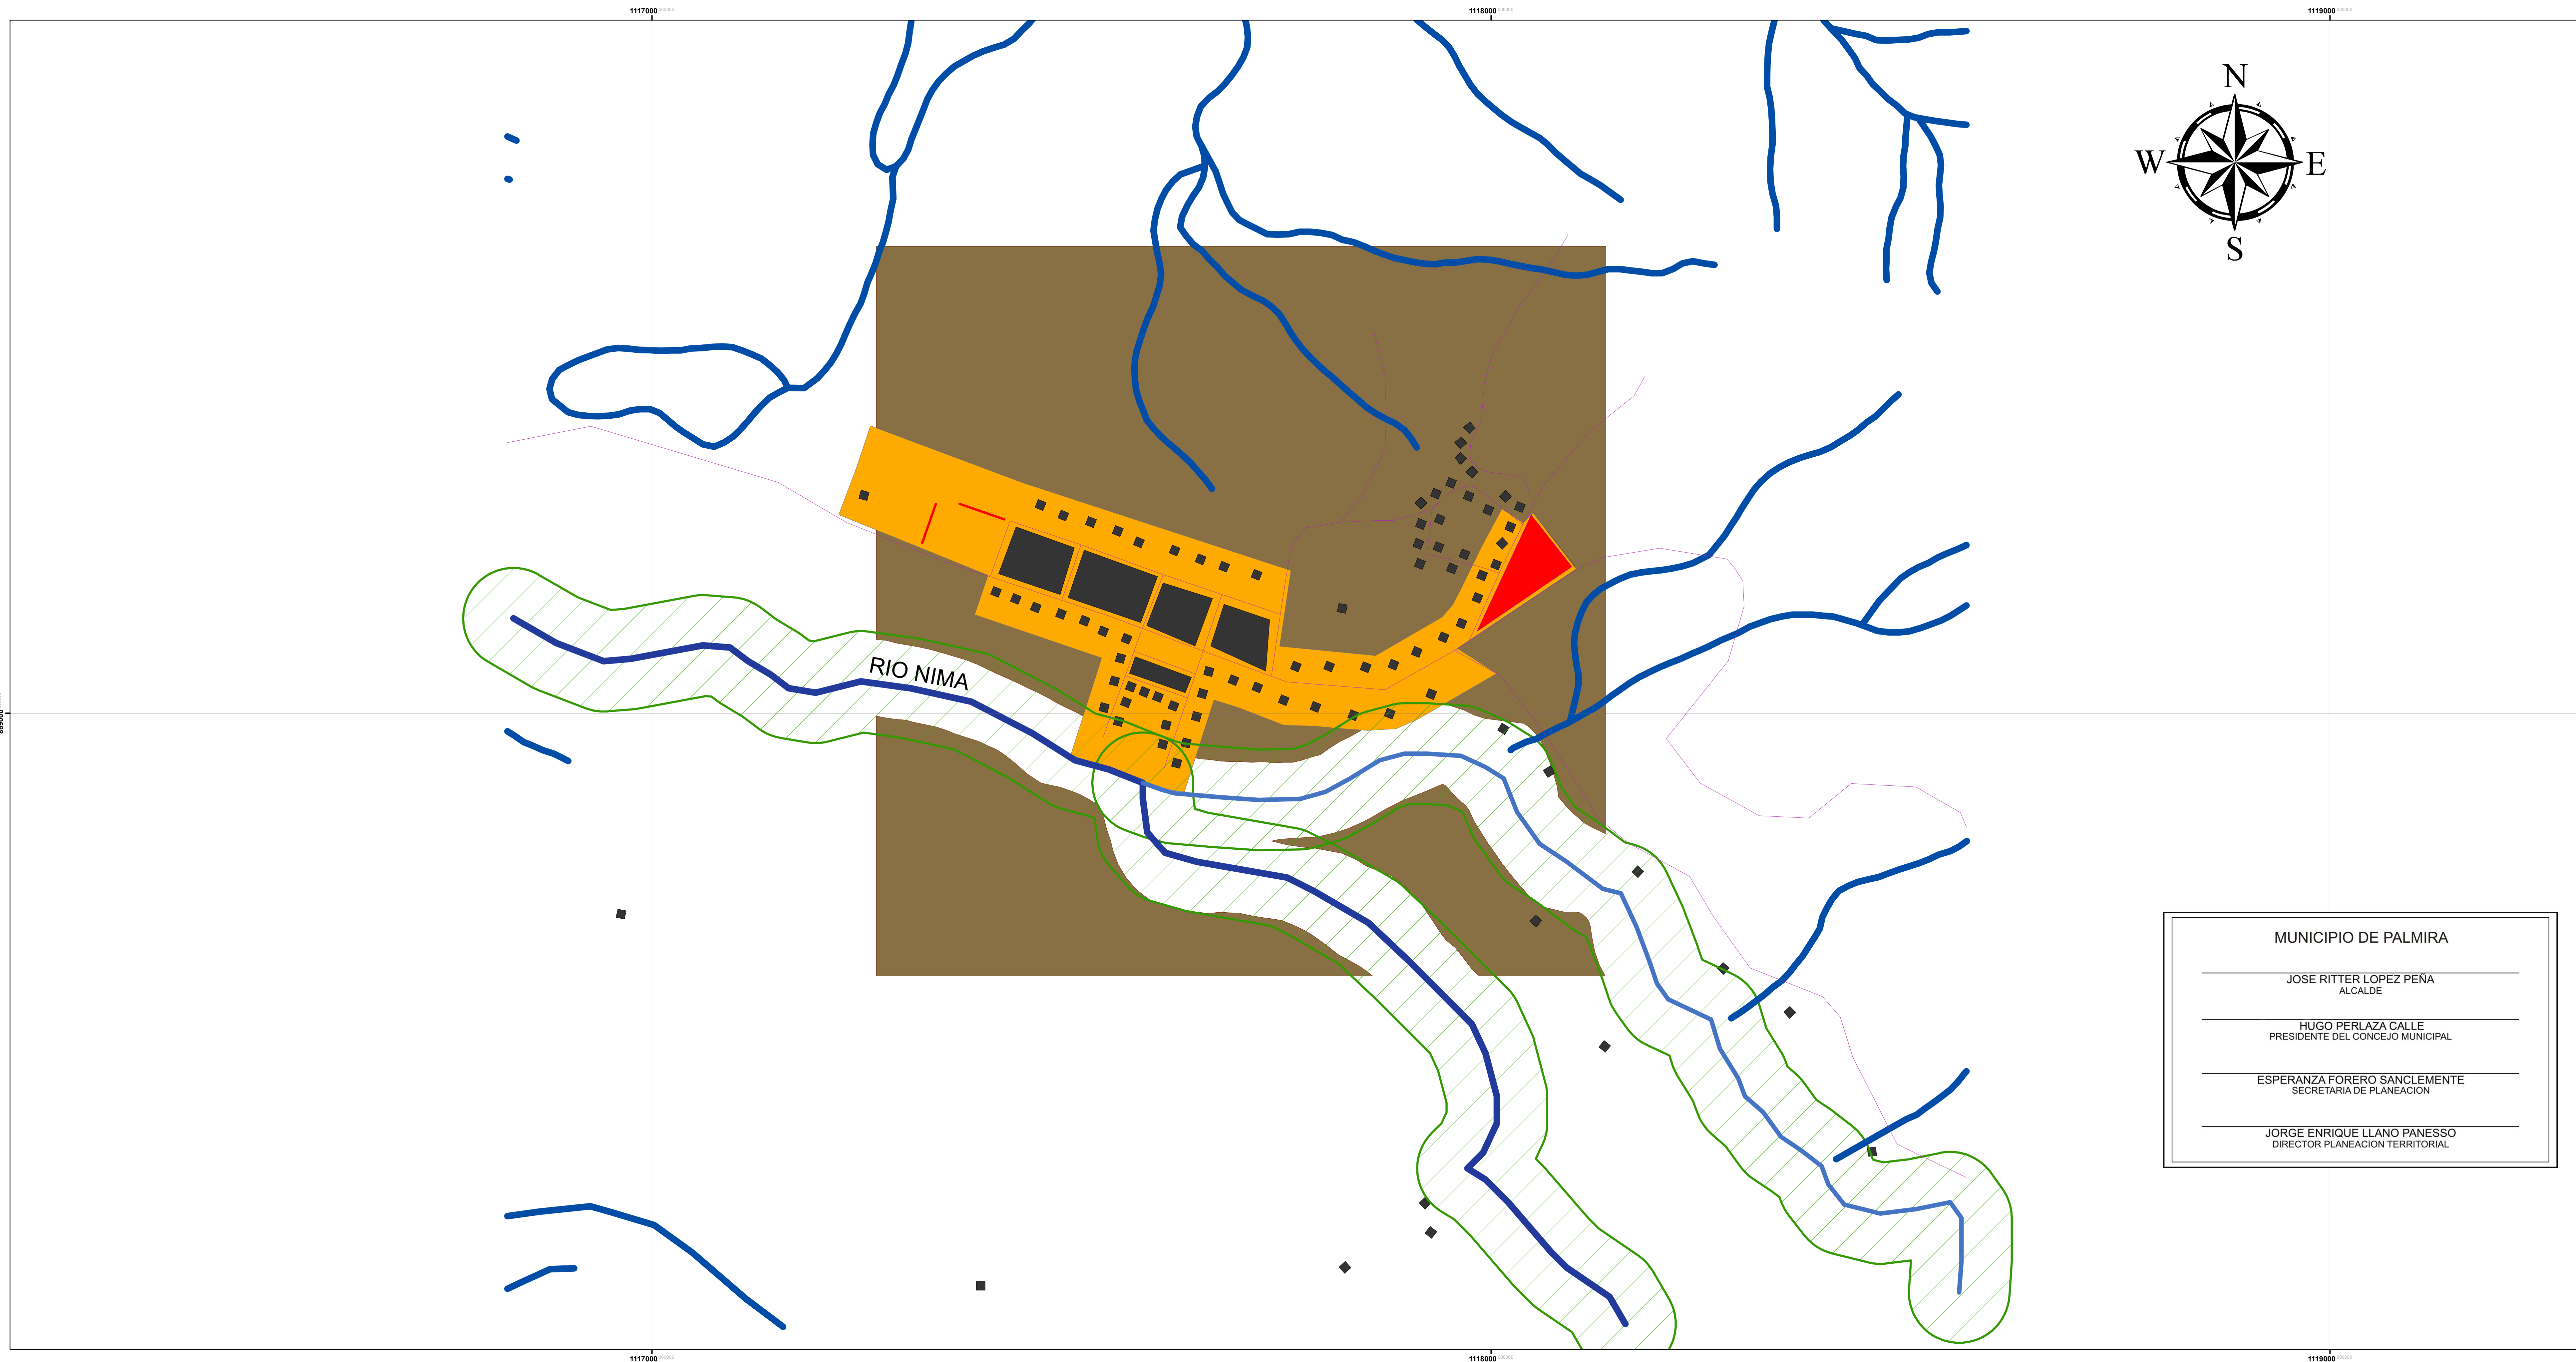 1117000
1118000
1119000
N
W
E
S
RIO NIMA
MUNICIPIO DE PALMIRA
JOSE RITTER LOPEZ PEÑA
ALCALDE
HUGO PERLAZA CALLE
PRESIDENTE DEL CONCEJO MUNICIPAL
ESPERANZA FORERO SANCLEMENTE
SECRETARIA DE PLANEACION
JORGE ENRIQUE LLANO PANESSO
DIRECTOR PLANEACION TERRITORIAL
1117000
1118000
1119000